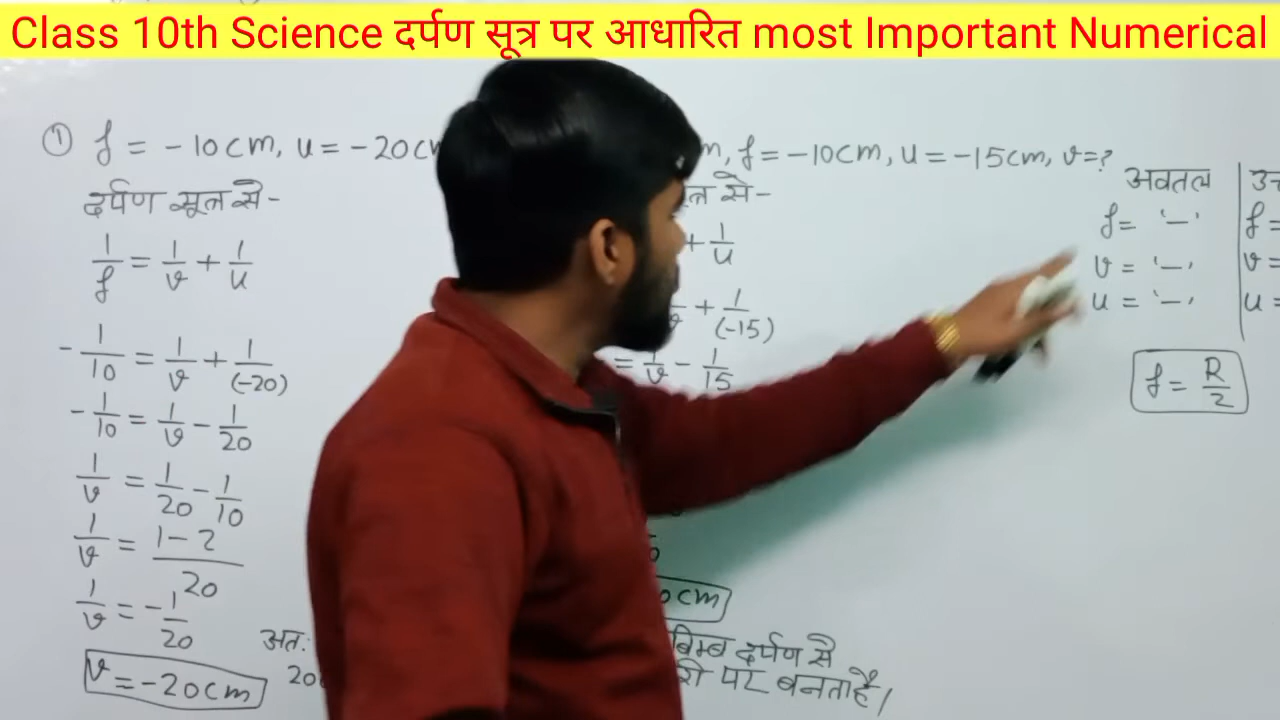 Class 10th Science दर्पण सूत्र पर आधारित most Important Numerical
① f = -10cm, u = -20c
दर्पण सूत्र से-
1/f = 1/v + 1/u
-1/10 = 1/v + 1/(-20)
-1/10 = 1/v - 1/20
1/v = 1/20 - 1/10
1/v = 1-2/20
1/v = -1/20
v = -20cm
अत:
20
m, f = -10cm, u = -15cm, v=?
से-
+ 1/u
+ 1/(-15)
= 1/v - 1/15
0cm
बिम्ब दर्पण से
री पर बनता है।
अवतल
f = '-'
v = '-'
u = '-'
f = R/2
f =
v =
u =